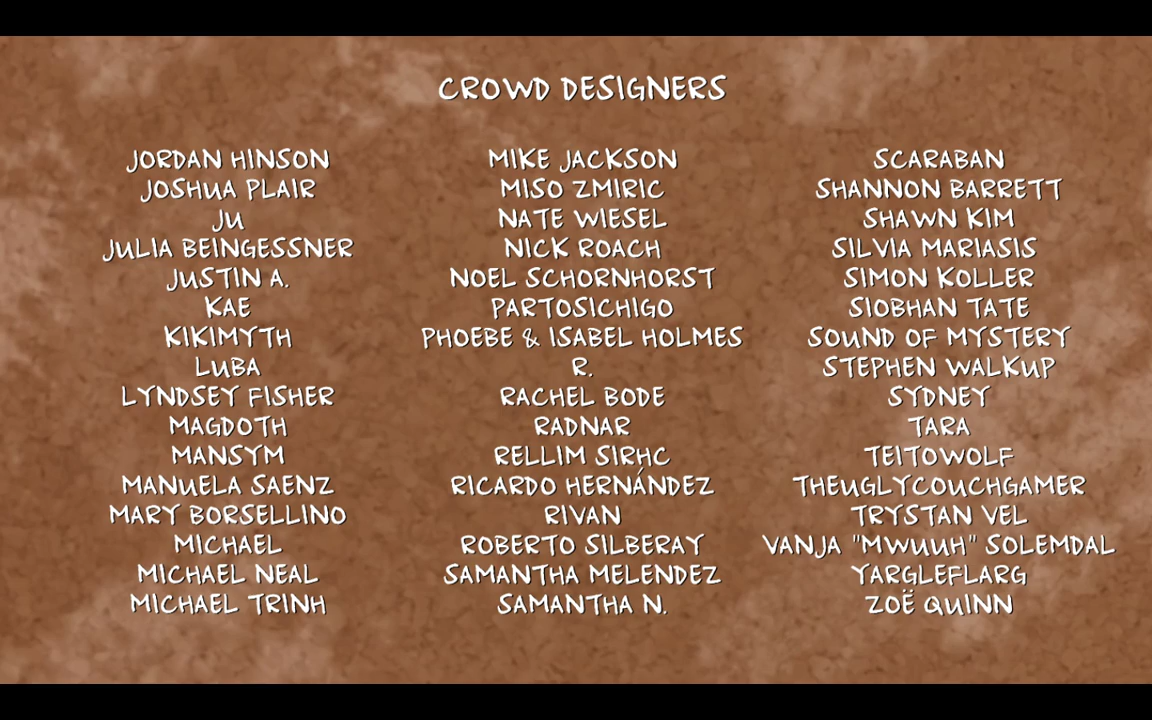 CROWD DESIGNERS
JORDAN HINSON
JOSHUA PLAIR
JU
JULIA BEINGESSNER
JUSTIN A.
KAE
KIKIMYTH
LUBA
LYNDSEY FISHER
MAGDOTH
MANSYM
MANUELA SAENZ
MARY BORSELLINO
MICHAEL
MICHAEL NEAL
MICHAEL TRINH
MIKE JACKSON
MISO ZMIRIC
NATE WIESEL
NICK ROACH
NOEL SCHORNHORST
PARTOSICHIGO
PHOEBE & ISABEL HOLMES
R.
RACHEL BODE
RADNAR
RELLIM SIRHC
RICARDO HERNÁNDEZ
RIVAN
ROBERTO SILBERAY
SAMANTHA MELENDEZ
SAMANTHA N.
SCARABAN
SHANNON BARRETT
SHAWN KIM
SILVIA MARIASIS
SIMON KOLLER
SIOBHAN TATE
SOUND OF MYSTERY
STEPHEN WALKUP
SYDNEY
TARA
TEITOWOLF
THEUGLYCOUCHGAMER
TRYSTAN VEL
VANJA "MWUUH" SOLEMDAL
YARGLEFLARG
ZOË QUINN